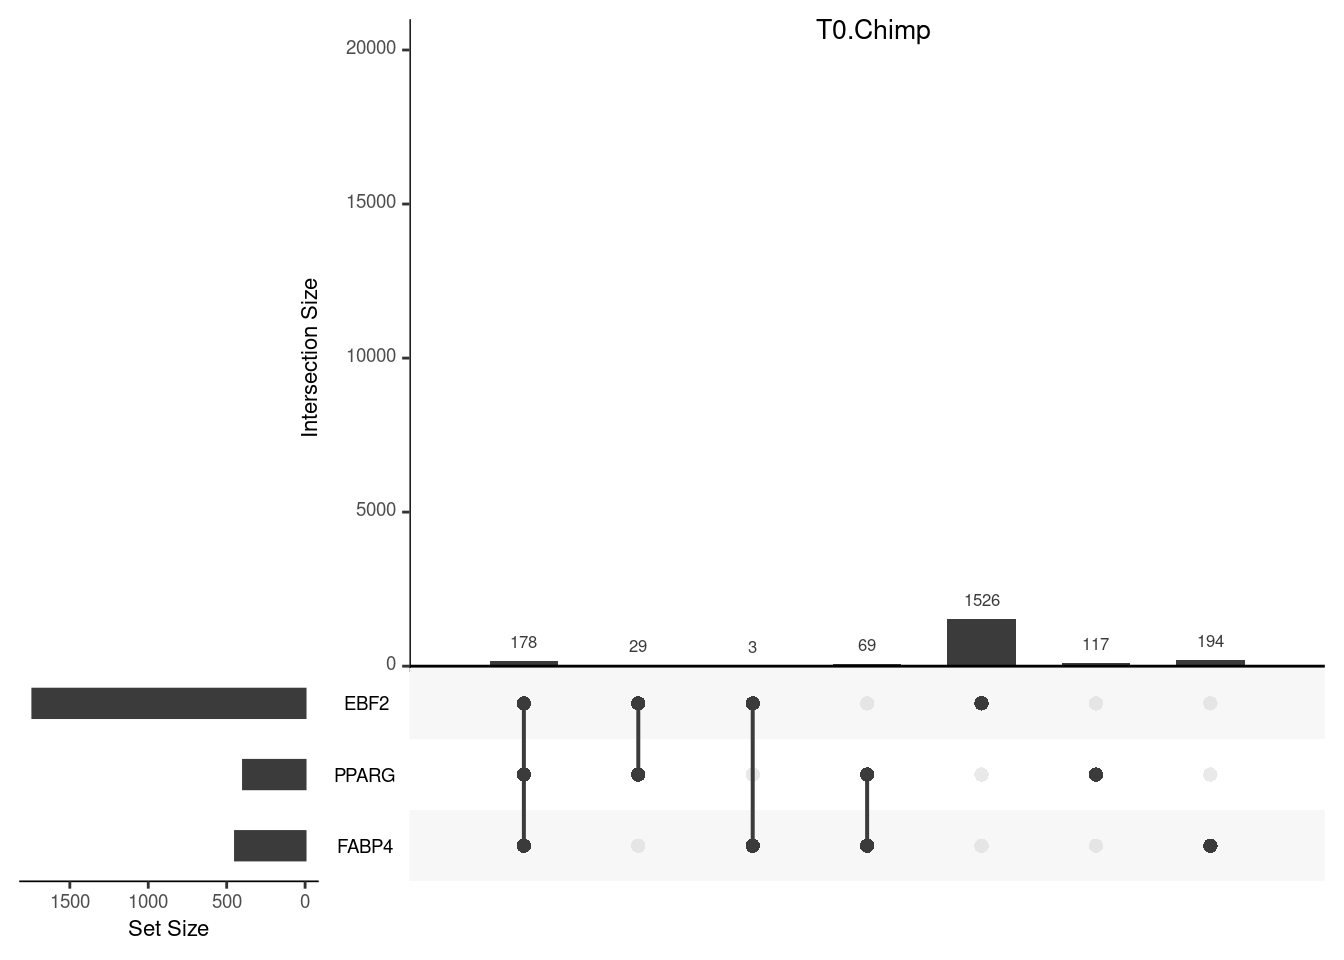 T0.Chimp
20000
15000
10000
5000
0
Intersection Size
178 29 3 69 1526 117 194
EBF2
PPARG
FABP4
1500 1000 500 0
Set Size